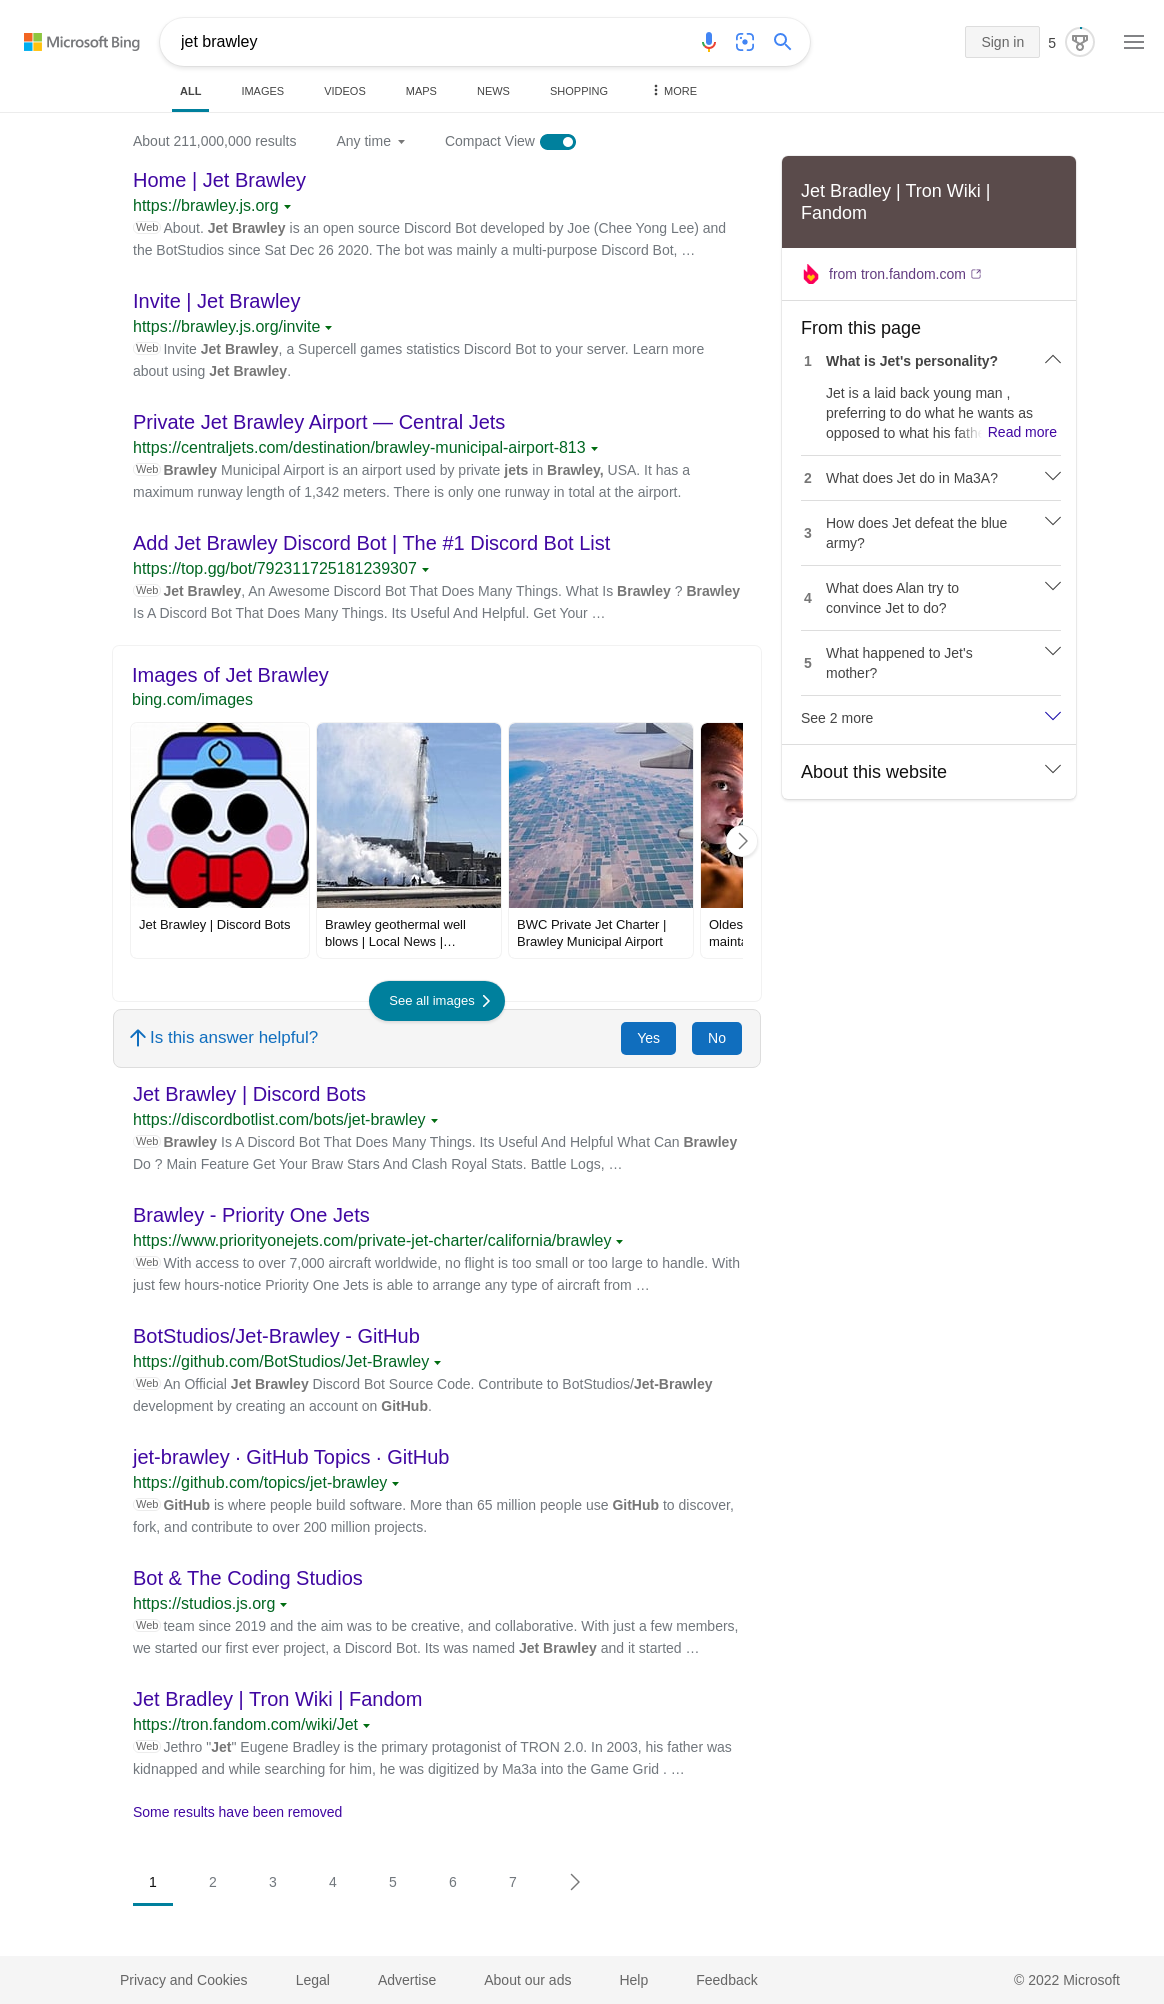 Microsoft Bing
jet brawley
Sign in
5
ALL
IMAGES
VIDEOS
MAPS
NEWS
SHOPPING
MORE
About 211,000,000 results
Any time
Compact View
Home | Jet Brawley
https://brawley.js.org
Web About. Jet Brawley is an open source Discord Bot developed by Joe (Chee Yong Lee) and
the BotStudios since Sat Dec 26 2020. The bot was mainly a multi-purpose Discord Bot, …
Invite | Jet Brawley
https://brawley.js.org/invite
Web Invite Jet Brawley, a Supercell games statistics Discord Bot to your server. Learn more
about using Jet Brawley.
Private Jet Brawley Airport — Central Jets
https://centraljets.com/destination/brawley-municipal-airport-813
Web Brawley Municipal Airport is an airport used by private jets in Brawley, USA. It has a
maximum runway length of 1,342 meters. There is only one runway in total at the airport.
Add Jet Brawley Discord Bot | The #1 Discord Bot List
https://top.gg/bot/792311725181239307
Web Jet Brawley, An Awesome Discord Bot That Does Many Things. What Is Brawley ? Brawley
Is A Discord Bot That Does Many Things. Its Useful And Helpful. Get Your …
Images of Jet Brawley
bing.com/images
Jet Brawley | Discord Bots
Brawley geothermal well
blows | Local News |…
BWC Private Jet Charter |
Brawley Municipal Airport
Oldes
mainta
See all images
Is this answer helpful?
Yes
No
Jet Brawley | Discord Bots
https://discordbotlist.com/bots/jet-brawley
Web Brawley Is A Discord Bot That Does Many Things. Its Useful And Helpful What Can Brawley
Do ? Main Feature Get Your Braw Stars And Clash Royal Stats. Battle Logs, …
Brawley - Priority One Jets
https://www.priorityonejets.com/private-jet-charter/california/brawley
Web With access to over 7,000 aircraft worldwide, no flight is too small or too large to handle. With
just few hours-notice Priority One Jets is able to arrange any type of aircraft from …
BotStudios/Jet-Brawley - GitHub
https://github.com/BotStudios/Jet-Brawley
Web An Official Jet Brawley Discord Bot Source Code. Contribute to BotStudios/Jet-Brawley
development by creating an account on GitHub.
jet-brawley · GitHub Topics · GitHub
https://github.com/topics/jet-brawley
Web GitHub is where people build software. More than 65 million people use GitHub to discover,
fork, and contribute to over 200 million projects.
Bot & The Coding Studios
https://studios.js.org
Web team since 2019 and the aim was to be creative, and collaborative. With just a few members,
we started our first ever project, a Discord Bot. Its was named Jet Brawley and it started …
Jet Bradley | Tron Wiki | Fandom
https://tron.fandom.com/wiki/Jet
Web Jethro "Jet" Eugene Bradley is the primary protagonist of TRON 2.0. In 2003, his father was
kidnapped and while searching for him, he was digitized by Ma3a into the Game Grid . …
Some results have been removed
1
2
3
4
5
6
7
Jet Bradley | Tron Wiki |
Fandom
from tron.fandom.com
From this page
1 What is Jet's personality?
Jet is a laid back young man ,
preferring to do what he wants as
opposed to what his fath Read more
2 What does Jet do in Ma3A?
3 How does Jet defeat the blue
army?
4 What does Alan try to
convince Jet to do?
5 What happened to Jet's
mother?
See 2 more
About this website
Privacy and Cookies
Legal
Advertise
About our ads
Help
Feedback
© 2022 Microsoft